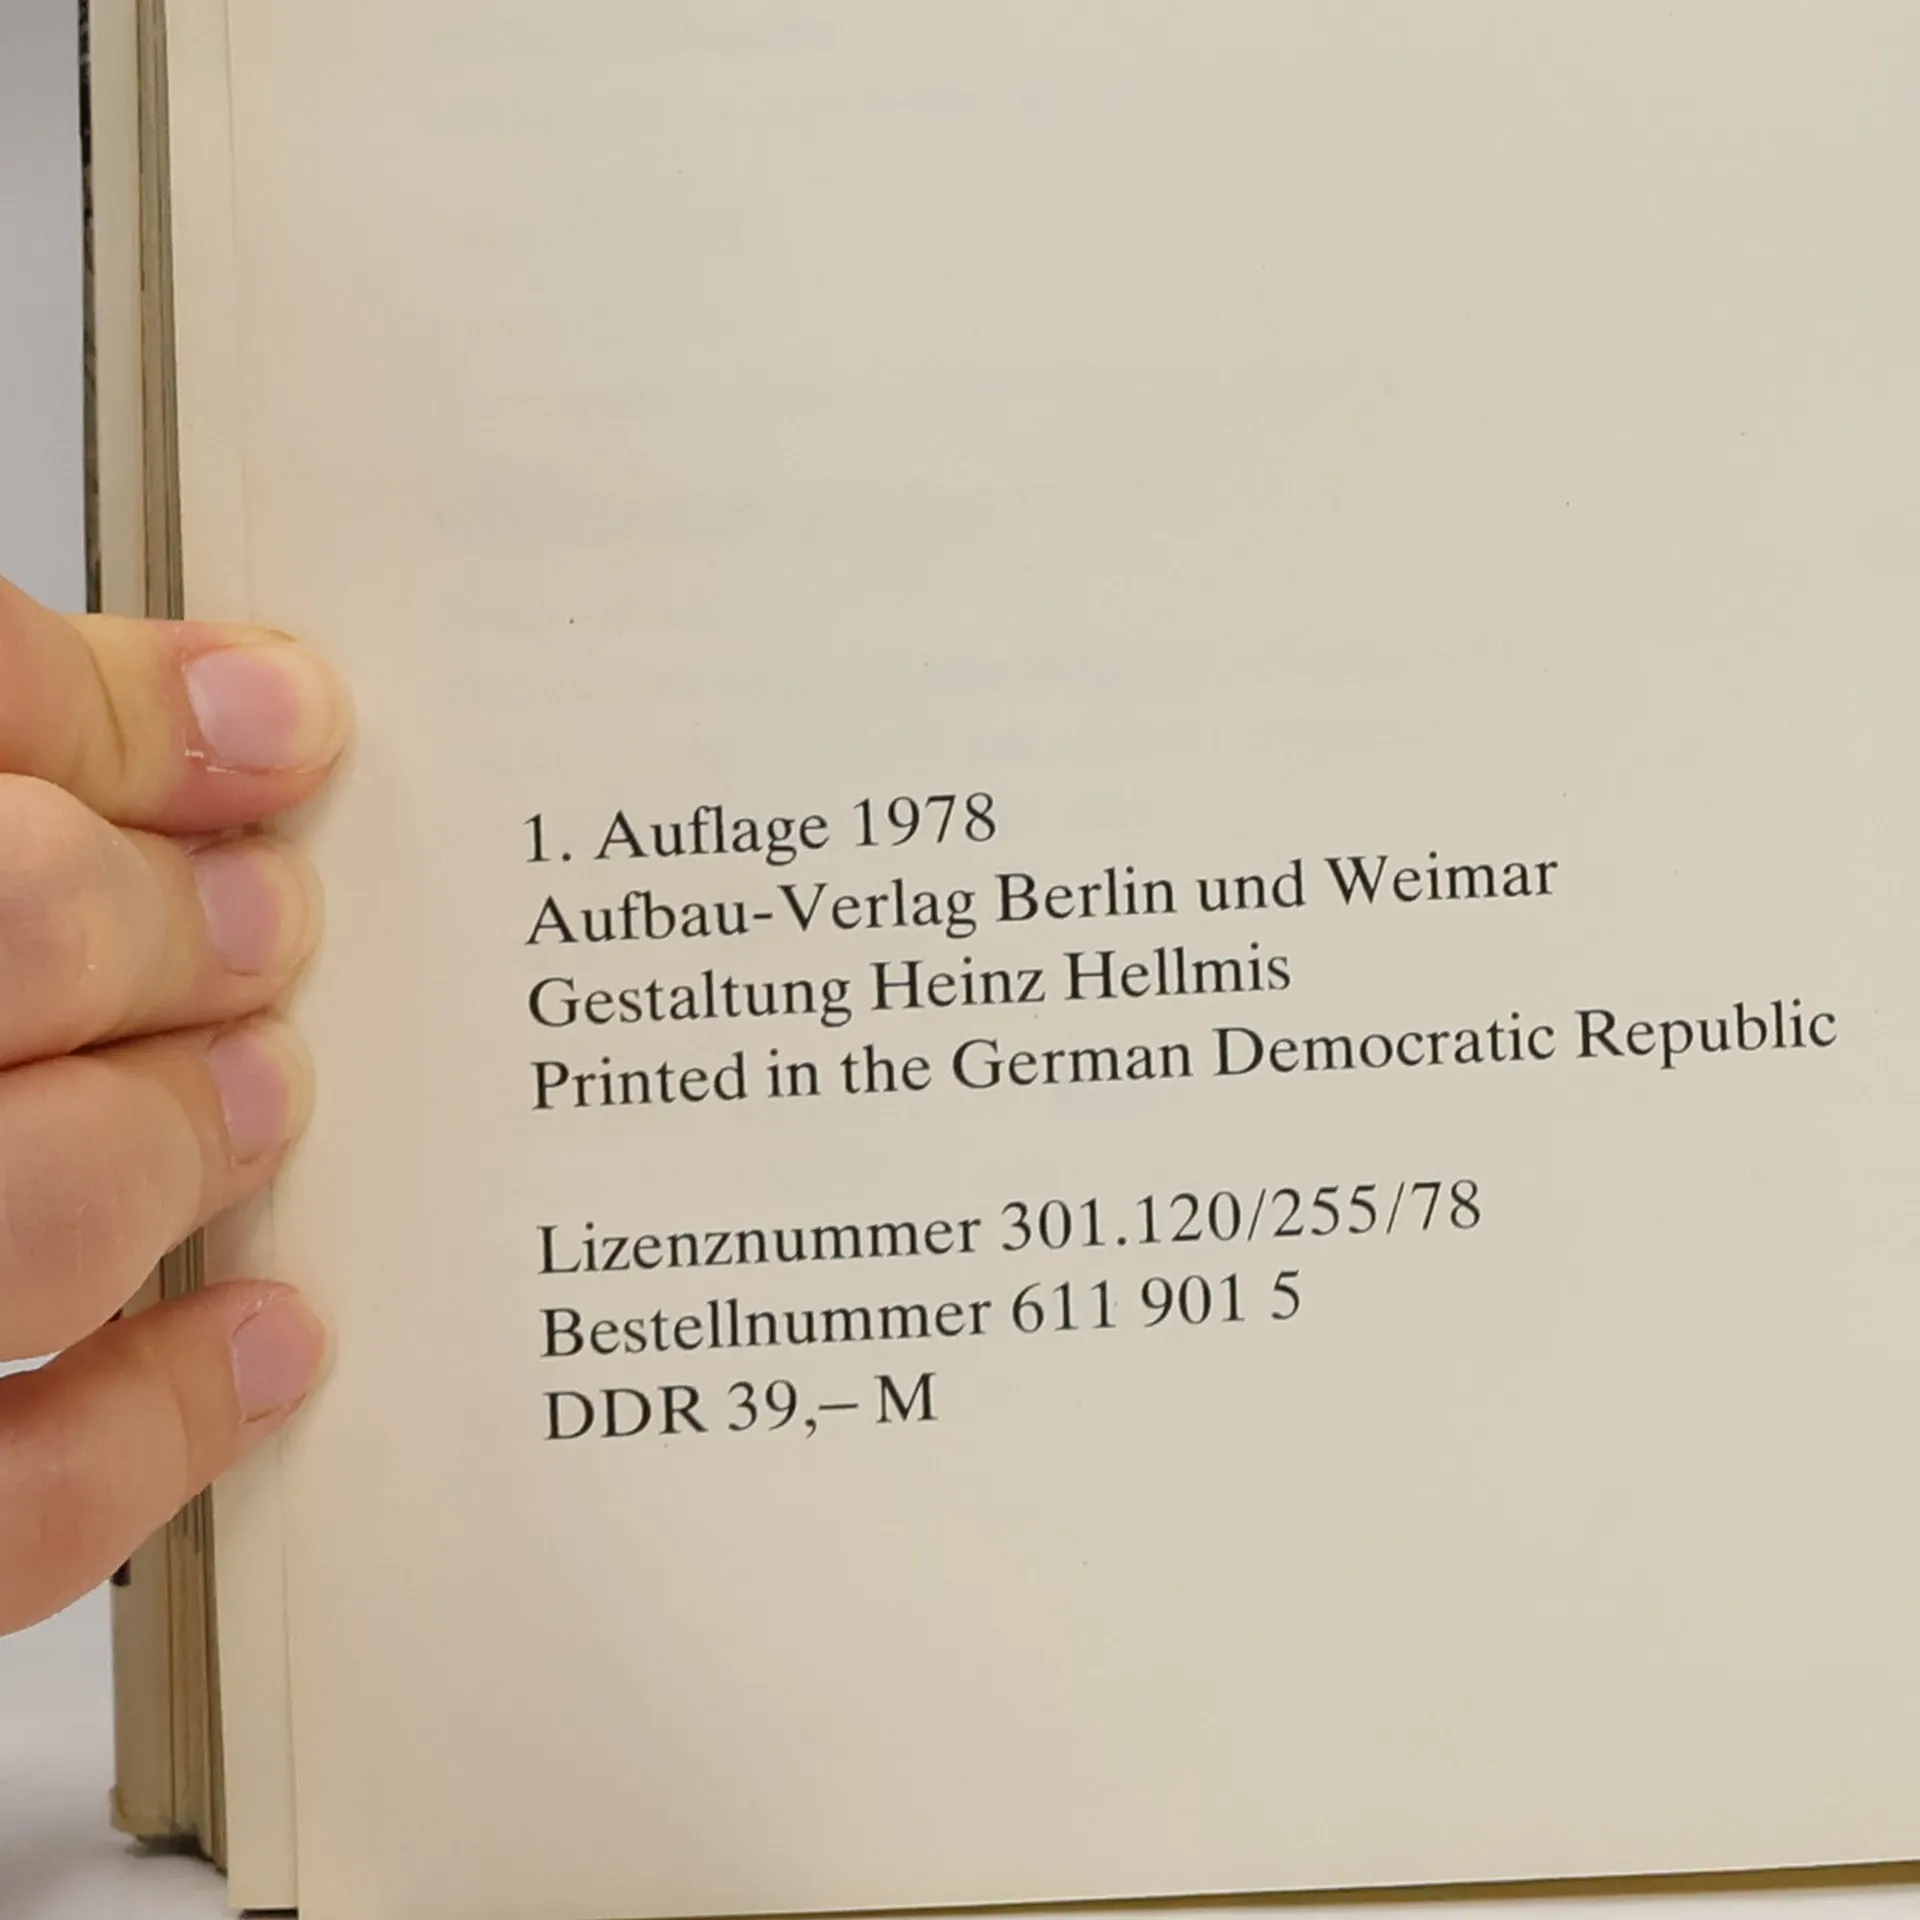 1. Auflage 1978
Aufbau-Verlag Berlin und Weimar
Gestaltung Heinz Hellmis
Printed in the German Democratic Republic
Lizenznummer 301.120/255/78
Bestellnummer 611 901 5
DDR 39,– M